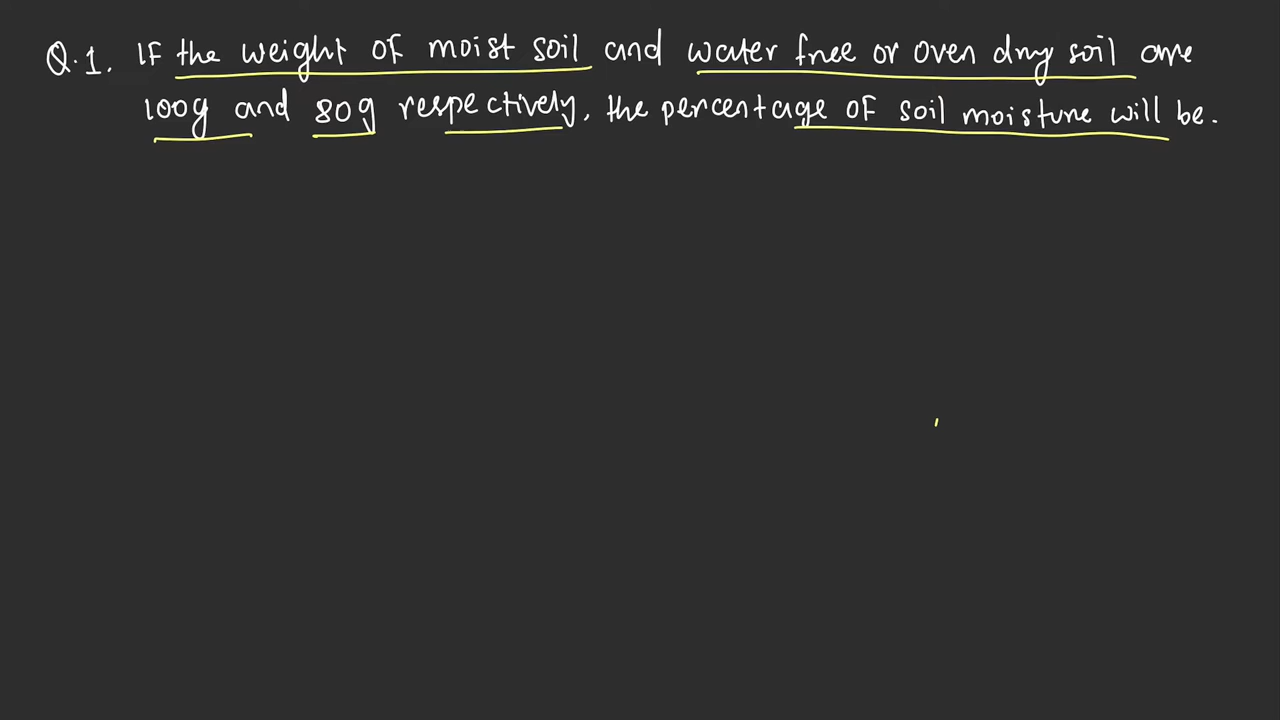 Q.1. If the weight of moist soil and water free or oven dry soil are
100g and 80g respectively, the percentage of soil moisture will be.